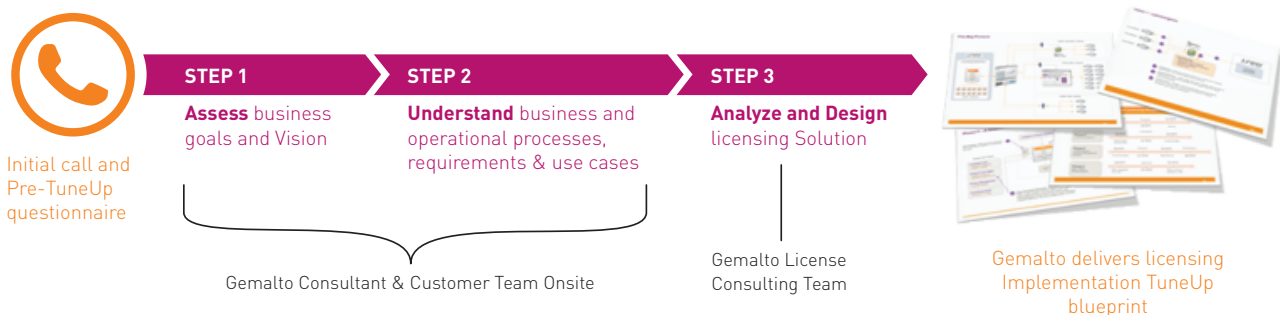 STEP 1
Assess business
goals and Vision
STEP 2
Understand business and
operational processes,
requirements & use cases
STEP 3
Analyze and Design
licensing Solution
Initial call and
Pre-TuneUp
questionnaire
Gemalto Consultant & Customer Team Onsite
Gemalto License
Consulting Team
Gemalto delivers licensing
Implementation TuneUp
blueprint